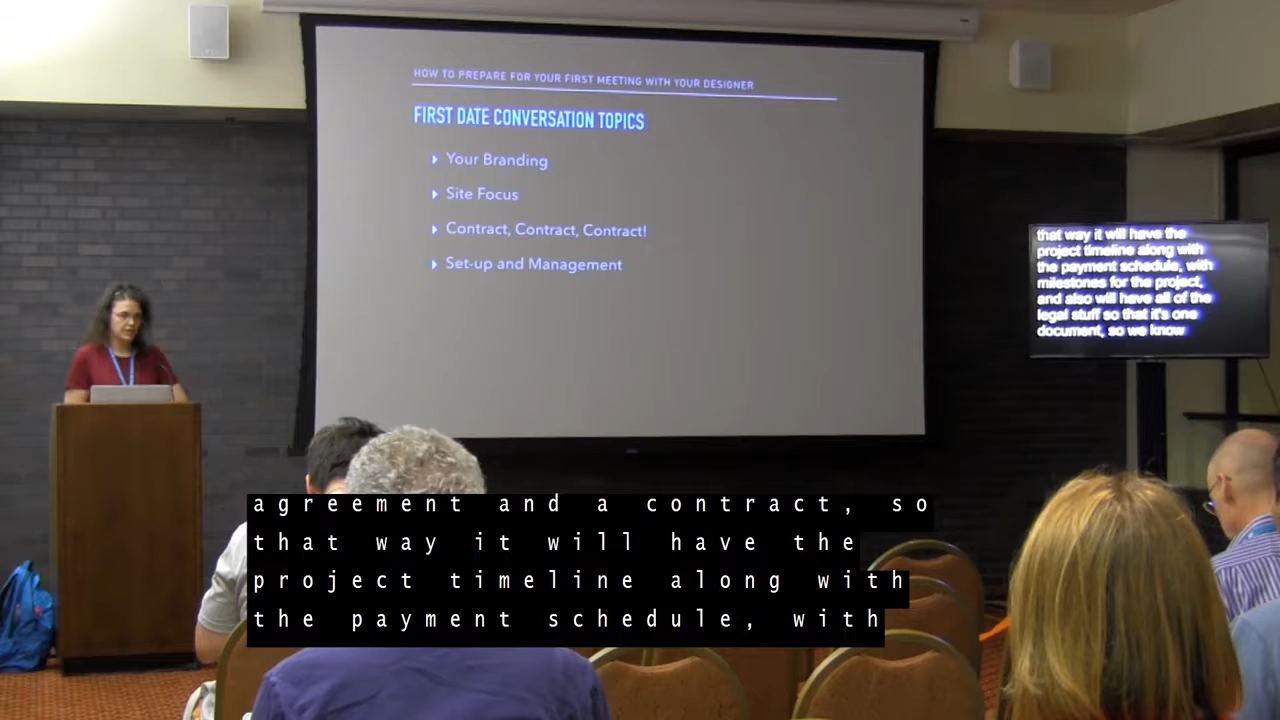 HOW TO PREPARE FOR YOUR FIRST MEETING WITH YOUR DESIGNER
FIRST DATE CONVERSATION TOPICS
Your Branding
Site Focus
Contract, Contract, Contract!
Set-up and Management
that way it will have the
project timeline along with
the payment schedule, with
milestones for the project,
and also will have all of the
legal stuff so that it's one
document, so we know
agreement and a contract, so
that way it will have the
project timeline along with
the payment schedule, with